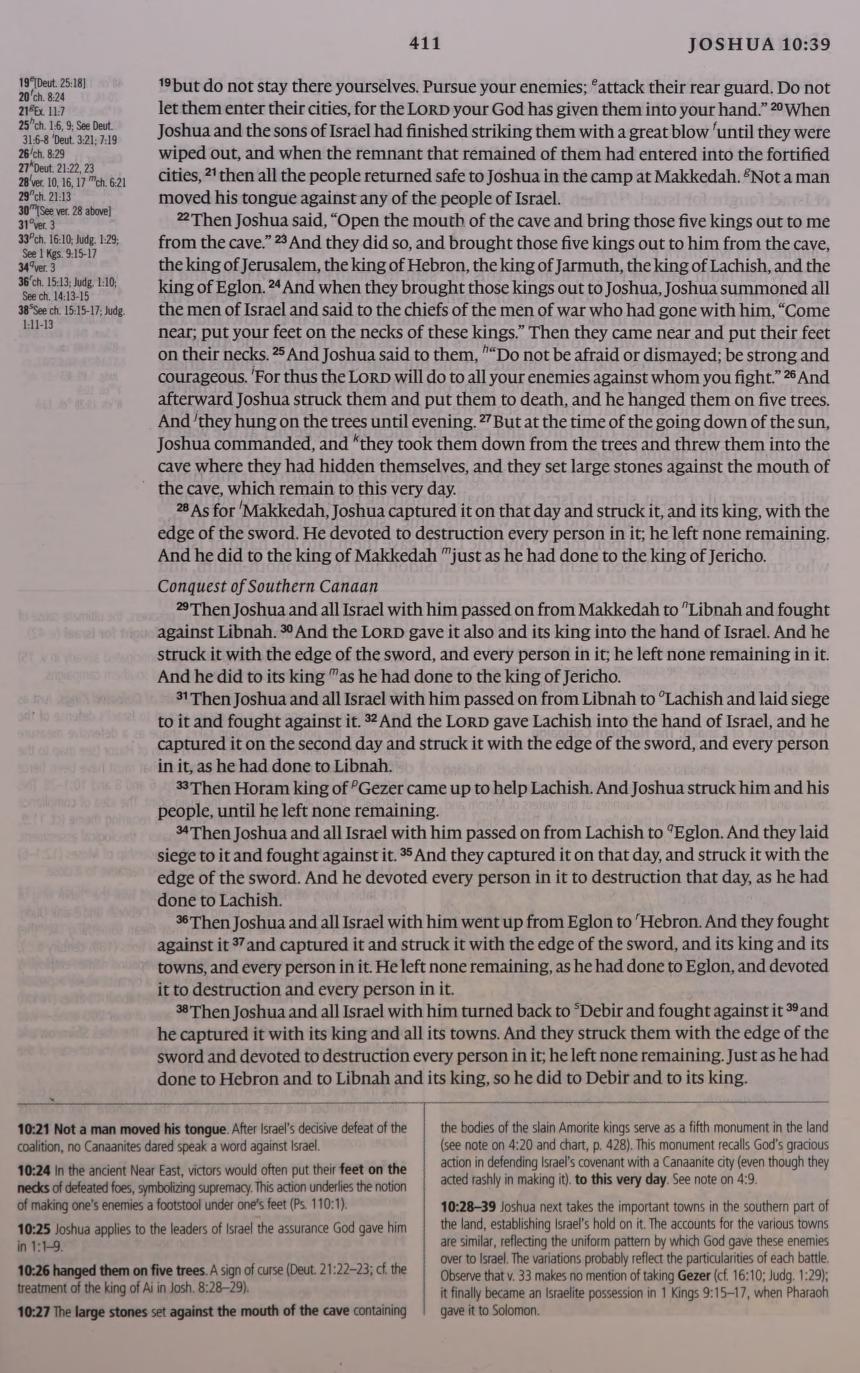 411
JOSHUA 10:39
19 e[Deut. 25:18]
20 f ch. 8:24
21 g Ex. 11:7
25 h ch. 1:6, 9; See Deut.
31:6-8 i Deut. 3:21; 7:19
26 j ch. 8:29
27 k Deut. 21:22, 23
28 l ver. 10, 16, 17 m ch. 6:21
29 n ch. 21:13
30 m [See ver. 28 above]
31 o ver. 3
33 p ch. 16:10; Judg. 1:29;
See 1 Kgs. 9:15-17
34 q ver. 3
36 r ch. 15:13; Judg. 1:10;
See ch. 14:13-15
38 s See ch. 15:15-17; Judg.
1:11-13
19 but do not stay there yourselves. Pursue your enemies; e attack their rear guard. Do not
let them enter their cities, for the LORD your God has given them into your hand.” 20 When
Joshua and the sons of Israel had finished striking them with a great blow f until they were
wiped out, and when the remnant that remained of them had entered into the fortified
cities, 21 then all the people returned safe to Joshua in the camp at Makkedah. g Not a man
moved his tongue against any of the people of Israel.
22 Then Joshua said, “Open the mouth of the cave and bring those five kings out to me
from the cave.” 23 And they did so, and brought those five kings out to him from the cave,
the king of Jerusalem, the king of Hebron, the king of Jarmuth, the king of Lachish, and the
king of Eglon. 24 And when they brought those kings out to Joshua, Joshua summoned all
the men of Israel and said to the chiefs of the men of war who had gone with him, “Come
near; put your feet on the necks of these kings.” Then they came near and put their feet
on their necks. 25 And Joshua said to them, h “Do not be afraid or dismayed; be strong and
courageous. i For thus the LORD will do to all your enemies against whom you fight.” 26 And
afterward Joshua struck them and put them to death, and he hanged them on five trees.
And j they hung on the trees until evening. 27 But at the time of the going down of the sun,
Joshua commanded, and k they took them down from the trees and threw them into the
cave where they had hidden themselves, and they set large stones against the mouth of
the cave, which remain to this very day.
28 As for l Makkedah, Joshua captured it on that day and struck it, and its king, with the
edge of the sword. He devoted to destruction every person in it; he left none remaining.
And he did to the king of Makkedah m just as he had done to the king of Jericho.
Conquest of Southern Canaan
29 Then Joshua and all Israel with him passed on from Makkedah to n Libnah and fought
against Libnah. 30 And the LORD gave it also and its king into the hand of Israel. And he
struck it with the edge of the sword, and every person in it; he left none remaining in it.
And he did to its king m as he had done to the king of Jericho.
31 Then Joshua and all Israel with him passed on from Libnah to o Lachish and laid siege
to it and fought against it. 32 And the LORD gave Lachish into the hand of Israel, and he
captured it on the second day and struck it with the edge of the sword, and every person
in it, as he had done to Libnah.
33 Then Horam king of p Gezer came up to help Lachish. And Joshua struck him and his
people, until he left none remaining.
34 Then Joshua and all Israel with him passed on from Lachish to q Eglon. And they laid
siege to it and fought against it. 35 And they captured it on that day, and struck it with the
edge of the sword. And he devoted every person in it to destruction that day, as he had
done to Lachish.
36 Then Joshua and all Israel with him went up from Eglon to r Hebron. And they fought
against it 37 and captured it and struck it with the edge of the sword, and its king and its
towns, and every person in it. He left none remaining, as he had done to Eglon, and devoted
it to destruction and every person in it.
38 Then Joshua and all Israel with him turned back to s Debir and fought against it 39 and
he captured it with its king and all its towns. And they struck them with the edge of the
sword and devoted to destruction every person in it; he left none remaining. Just as he had
done to Hebron and to Libnah and its king, so he did to Debir and to its king.
10:21 Not a man moved his tongue. After Israel's decisive defeat of the
coalition, no Canaanites dared speak a word against Israel.
10:24 In the ancient Near East, victors would often put their feet on the
necks of defeated foes, symbolizing supremacy. This action underlies the notion
of making one's enemies a footstool under one's feet (Ps. 110:1).
10:25 Joshua applies to the leaders of Israel the assurance God gave him
in 1:1–9.
10:26 hanged them on five trees. A sign of curse (Deut. 21:22–23; cf. the
treatment of the king of Ai in Josh. 8:28–29).
10:27 The large stones set against the mouth of the cave containing
the bodies of the slain Amorite kings serve as a fifth monument in the land
(see note on 4:20 and chart, p. 428). This monument recalls God's gracious
action in defending Israel's covenant with a Canaanite city (even though they
acted rashly in making it). to this very day. See note on 4:9.
10:28–39 Joshua next takes the important towns in the southern part of
the land, establishing Israel's hold on it. The accounts for the various towns
are similar, reflecting the uniform pattern by which God gave these enemies
over to Israel. The variations probably reflect the particularities of each battle.
Observe that v. 33 makes no mention of taking Gezer (cf. 16:10; Judg. 1:29);
it finally became an Israelite possession in 1 Kings 9:15–17, when Pharaoh
gave it to Solomon.